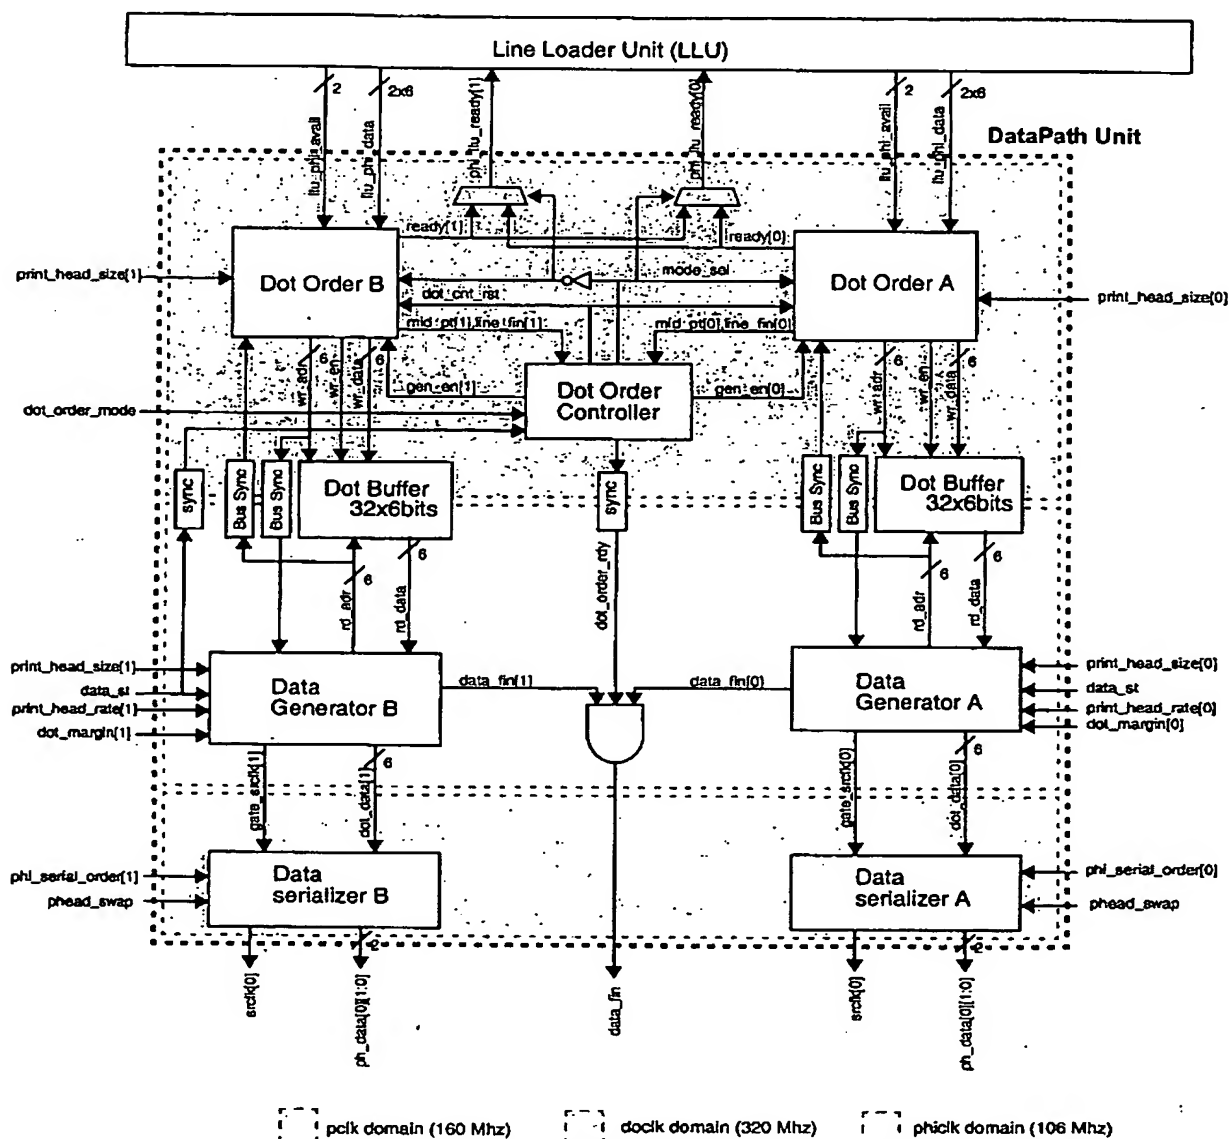 Line Loader Unit (LLU)
2
2x6
2
2x6
llu_phi_avail
llu_phi_data
phi_llu_ready[1]
phi_llu_ready[0]
llu_phi_avail
llu_phi_data
DataPath Unit
ready[1]
ready[0]
print_head_size[1]
Dot Order B
mode_sel
Dot Order A
print_head_size[0]
dot_cnt_rst
mid_pt[1],line_fin[1]
mid_pt[0],line_fin[0]
6
6
6
6
wr_adr
wr_en
wr_data
gen_en[1]
Dot Order
Controller
gen_en[0]
wr_adr
wr_en
wr_data
dot_order_mode
sync
Bus Sync
Bus Sync
Dot Buffer
32x6bits
sync
Bus Sync
Bus Sync
Dot Buffer
32x6bits
6
6
6
6
rd_adr
rd_data
dot_order_rdy
rd_adr
rd_data
print_head_size[1]
data_st
print_head_rate[1]
dot_margin[1]
Data
Generator B
data_fin[1]
data_fin[0]
Data
Generator A
print_head_size[0]
data_st
print_head_rate[0]
dot_margin[0]
gate_srclk[1]
dot_data[1]
6
gate_srclk[0]
dot_data[0]
6
phi_serial_order[1]
phead_swap
Data
serializer B
Data
serializer A
phi_serial_order[0]
phead_swap
2
2
srclk[0]
ph_data[0][1:0]
data_fin
srclk[0]
ph_data[0][1:0]
pclk domain (160 Mhz)
doclk domain (320 Mhz)
phiclk domain (106 Mhz)